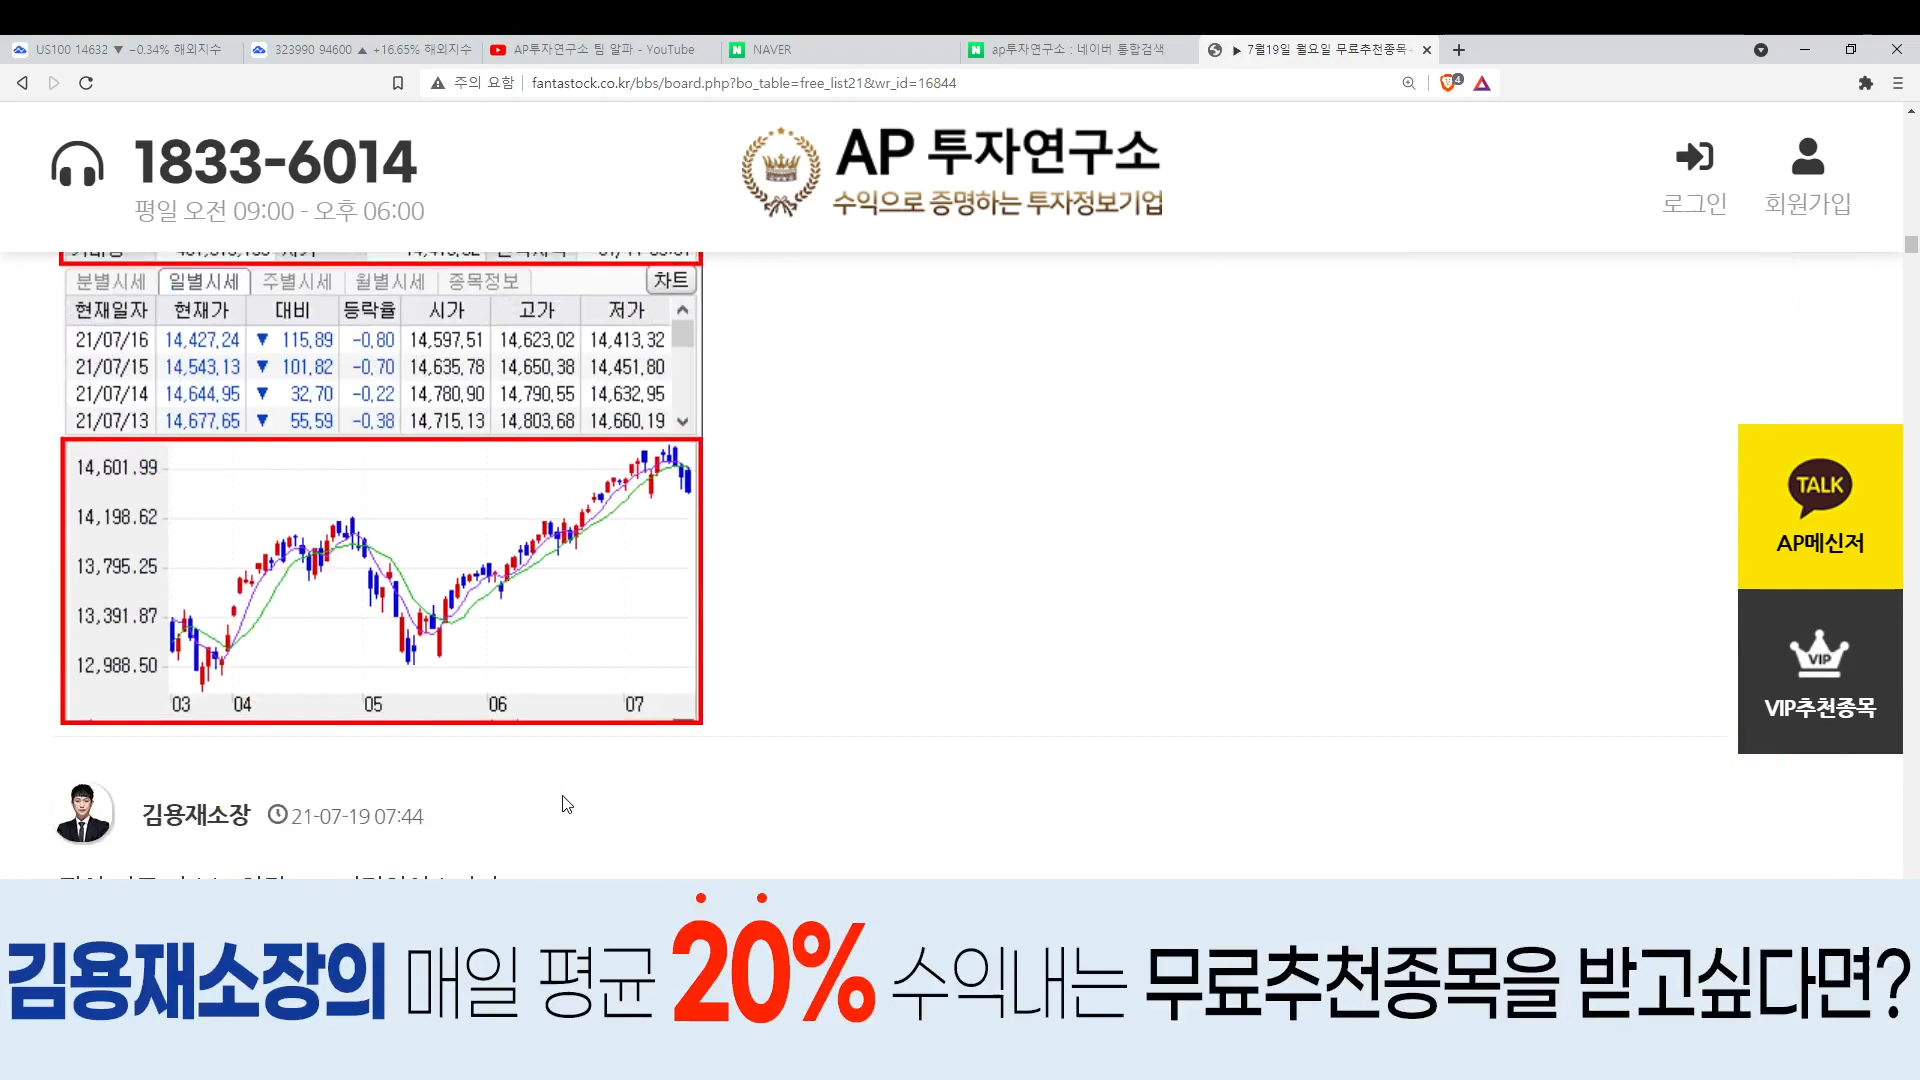 US100 14632 ▼ -0.34% 해외지수
323990 94600 ▲ +16.65% 해외지수
AP투자연구소 팀 알파 - YouTube
NAVER
ap투자연구소 : 네이버 통합검색
▶ 7월19일 월요일 무료추천종목
주의 요함
fantastock.co.kr/bbs/board.php?bo_table=free_list21&wr_id=16844
4
1833-6014
평일 오전 09:00 - 오후 06:00
AP 투자연구소
수익으로 증명하는 투자정보기업
로그인
회원가입
분별시세 일별시세 주별시세 월별시세 종목정보 차트
현재일자 현재가 대비 등락율 시가 고가 저가
21/07/16 14,427.24 ▼ 115.89 -0.80 14,597.51 14,623.02 14,413.32
21/07/15 14,543.13 ▼ 101.82 -0.70 14,635.78 14,650.38 14,451.80
21/07/14 14,644.95 ▼ 32.70 -0.22 14,780.90 14,790.55 14,632.95
21/07/13 14,677.65 ▼ 55.59 -0.38 14,715.13 14,803.68 14,660.19
14,601.99
14,198.62
13,795.25
13,391.87
12,988.50
03 04 05 06 07
TALK
AP메신저
VIP
VIP추천종목
김용재소장 21-07-19 07:44
김용재소장의 매일 평균 20% 수익내는 무료추천종목을 받고싶다면?